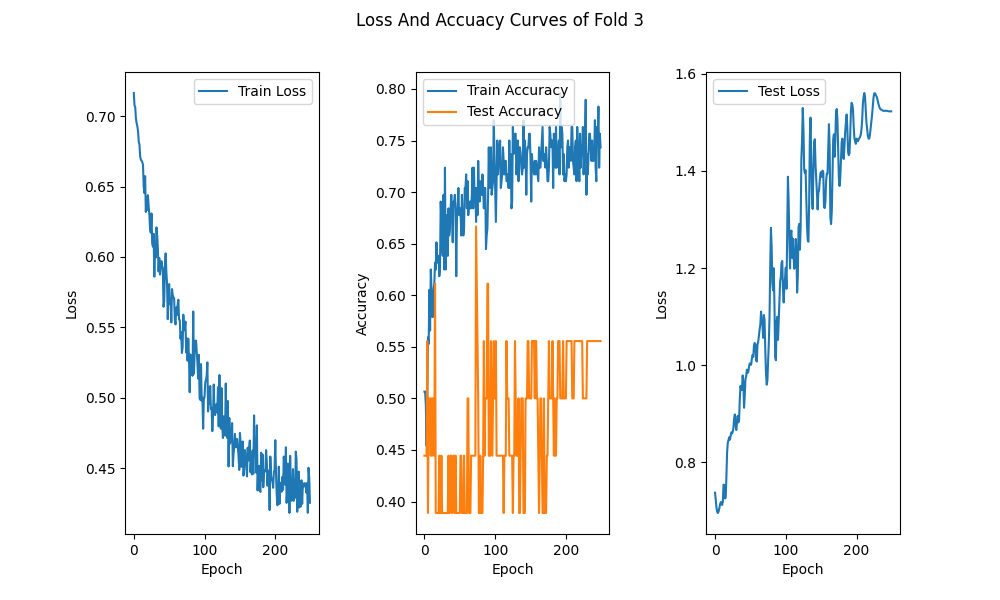 Loss And Accuacy Curves of Fold 3
Train Loss
0.70
0.65
0.60
0.55
0.50
0.45
Loss
0
100
200
Epoch
Train Accuracy
Test Accuracy
0.80
0.75
0.70
0.65
0.60
0.55
0.50
0.45
0.40
Accuracy
0
100
200
Epoch
Test Loss
1.6
1.4
1.2
1.0
0.8
Loss
0
100
200
Epoch